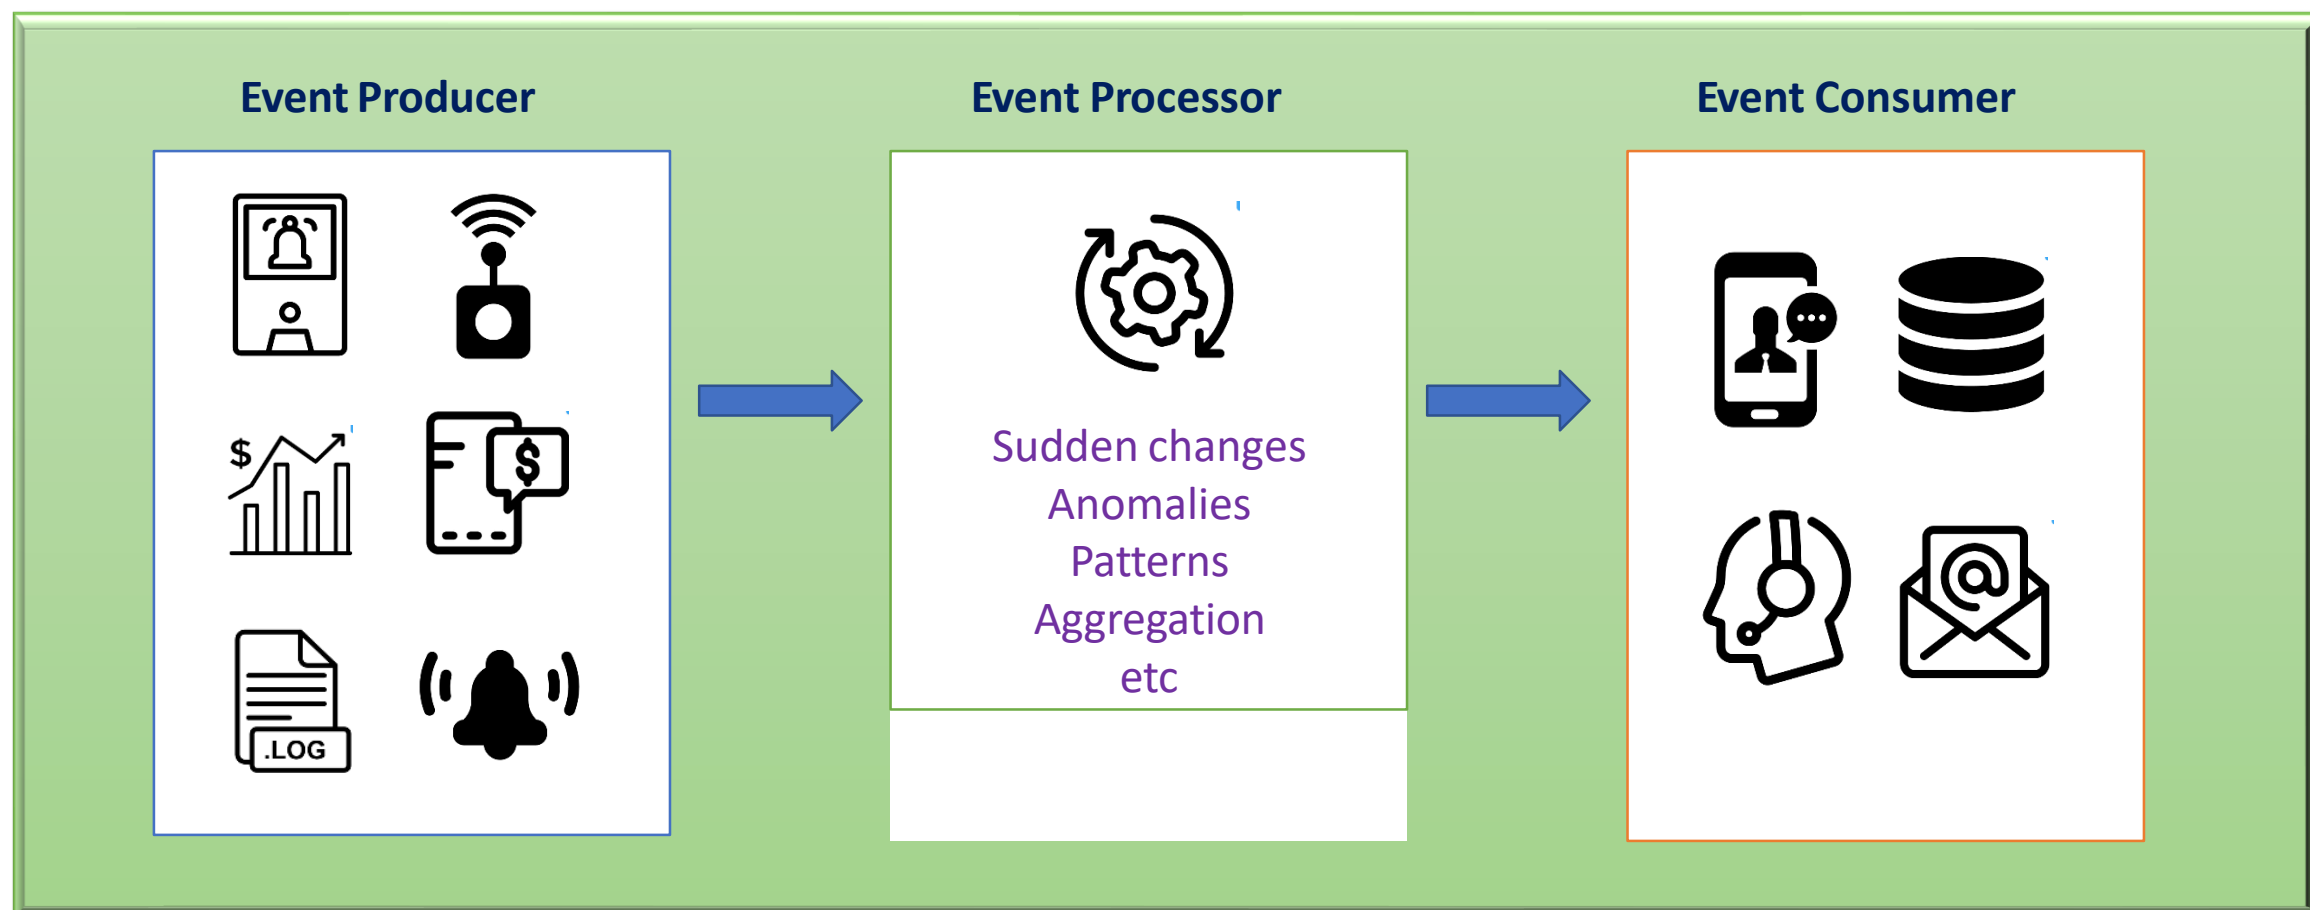 Event Producer
Event Processor
Event Consumer
$
$
.LOG
Sudden changes
Anomalies
Patterns
Aggregation
etc
@